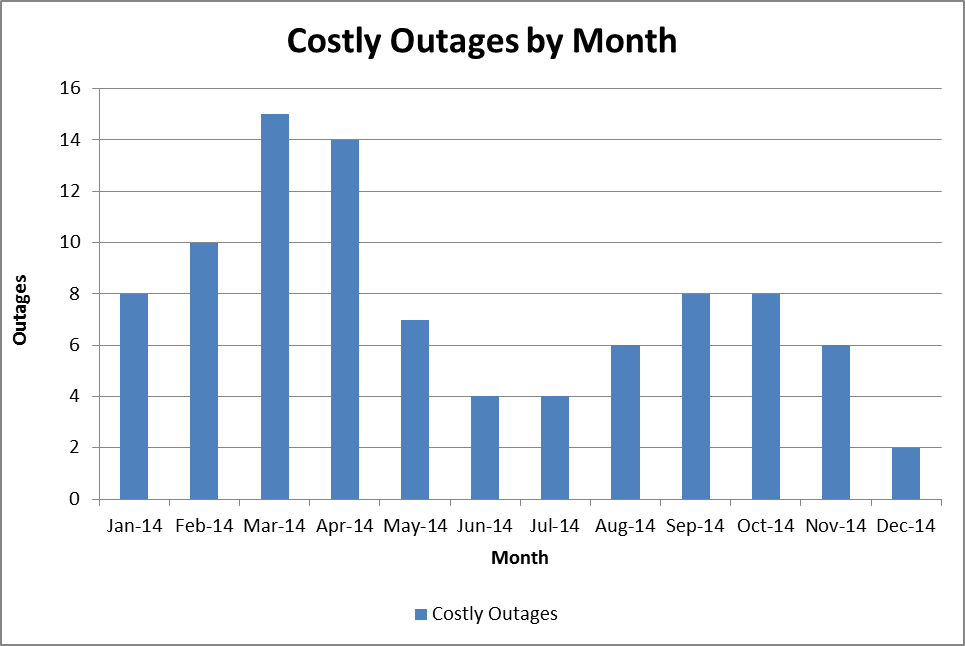 Costly Outages by Month
16
14
12
10
8
6
4
2
0
Outages
Jan-14 Feb-14 Mar-14 Apr-14 May-14 Jun-14 Jul-14 Aug-14 Sep-14 Oct-14 Nov-14 Dec-14
Month
Costly Outages